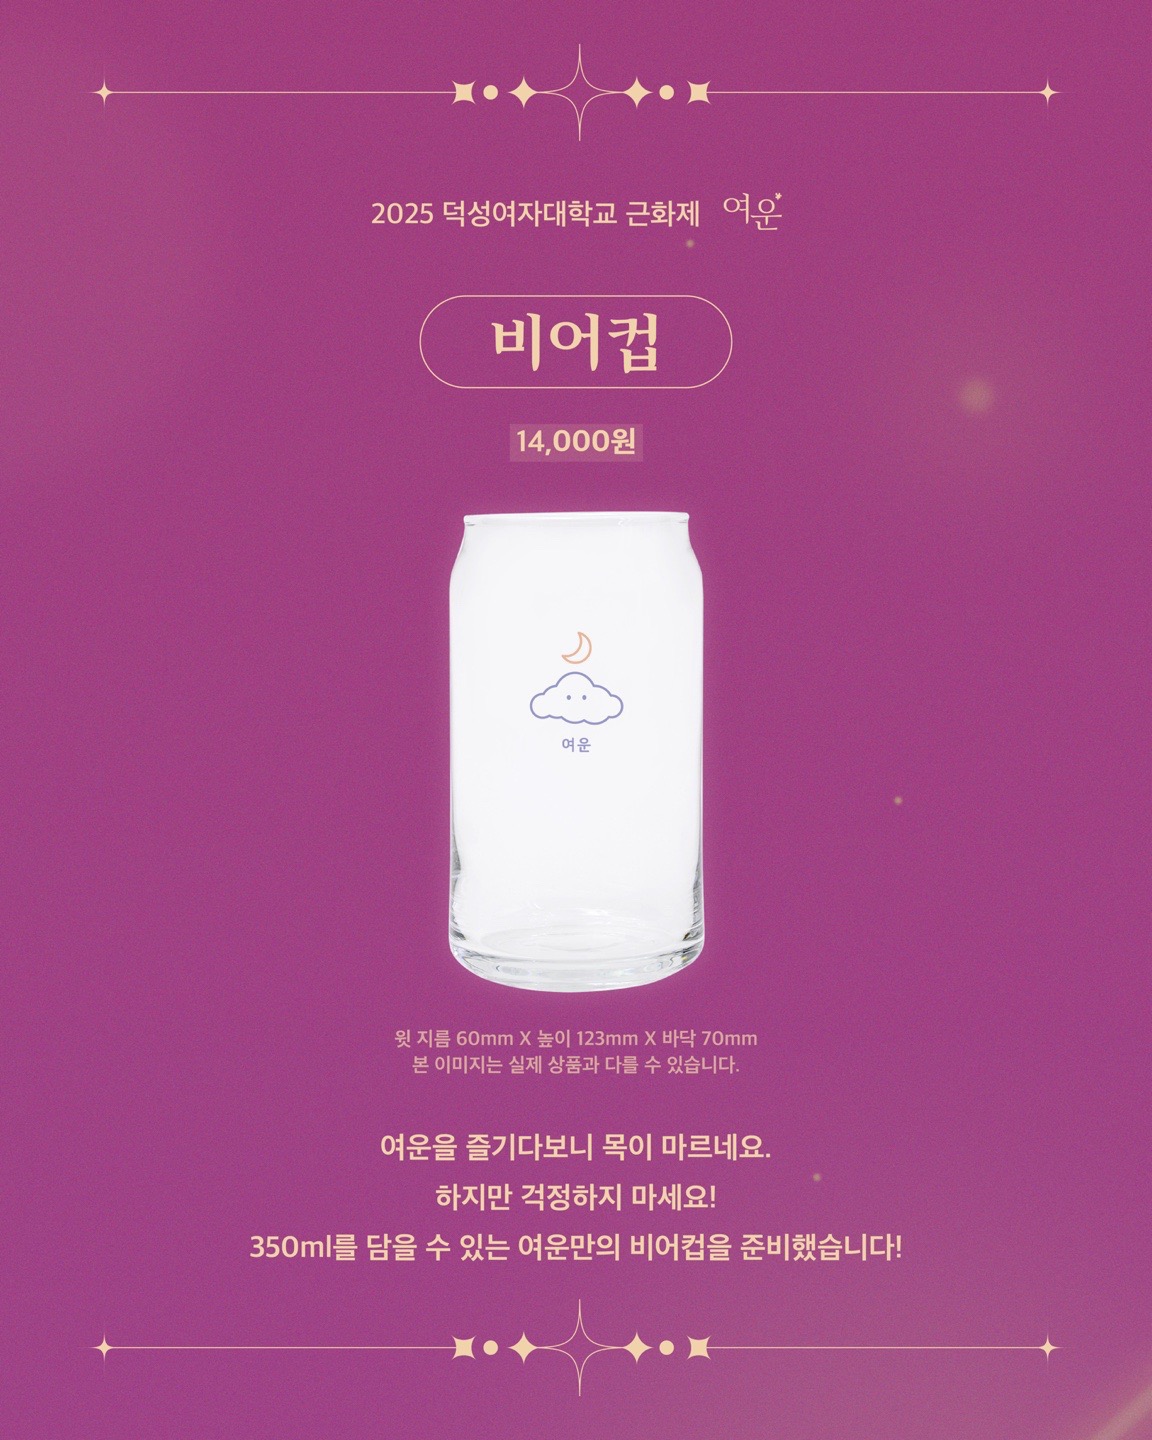 2025 덕성여자대학교 근화제 여운
비어컵
14,000원
여운
윗 지름 60mm X 높이 123mm X 바닥 70mm
본 이미지는 실제 상품과 다를 수 있습니다.
여운을 즐기다보니 목이 마르네요.
하지만 걱정하지 마세요!
350ml를 담을 수 있는 여운만의 비어컵을 준비했습니다!